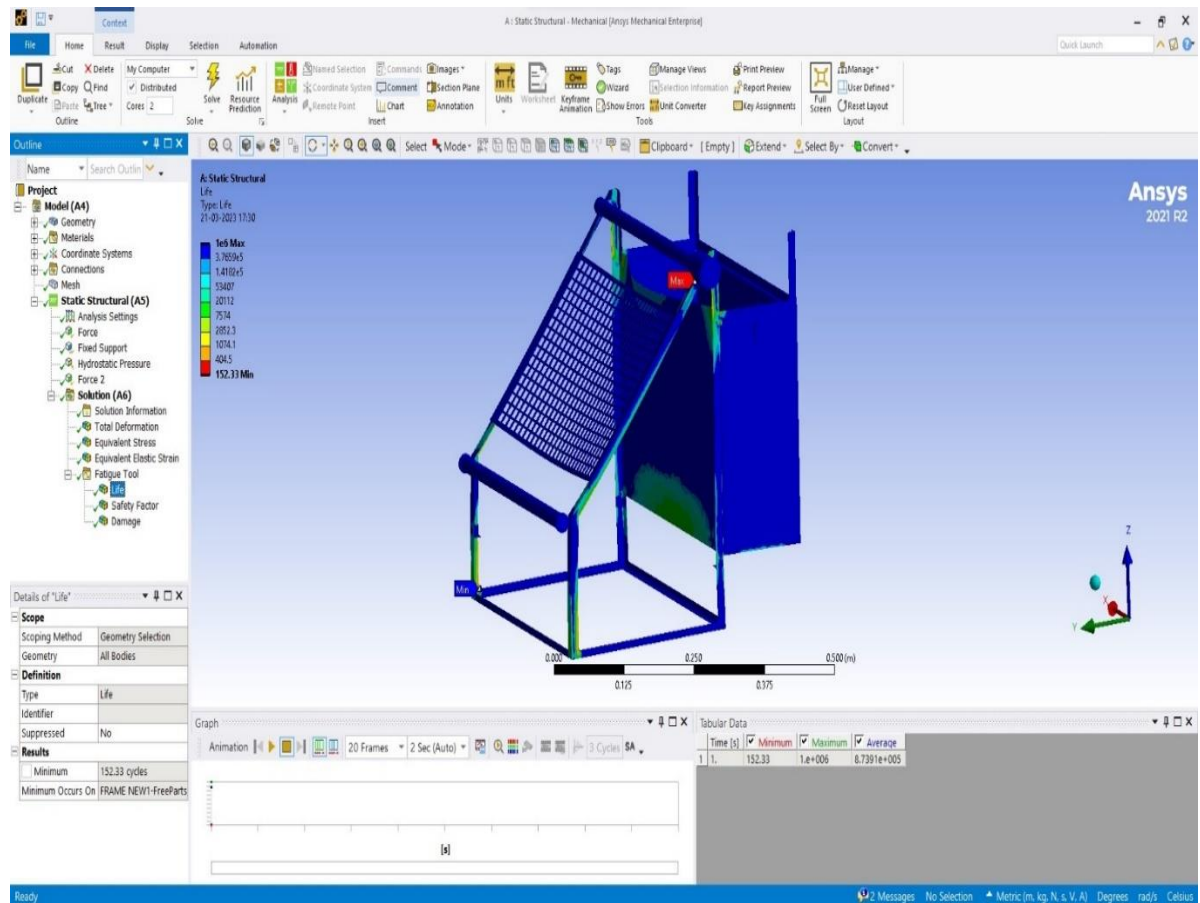 Context
A : Static Structural - Mechanical [Ansys Mechanical Enterprise]
File Home Result Display Selection Automation
Quick Launch
Duplicate
Cut Delete
Copy Find
Paste Tree
Outline
My Computer
Distributed
Cores 2
Solve
Resource Prediction
Solve
Analysis
Named Selection Commands Images
Coordinate System Comment Section Plane
Remote Point Chart Annotation
Insert
Units Worksheet Keyframe Animation
Tags Manage Views Print Preview
Wizard Selection Information Report Preview
Show Errors Unit Converter Key Assignments
Tools
Full Screen
Manage
User Defined
Reset Layout
Layout
Outline
Select Mode Clipboard [Empty] Extend Select By Convert
Name Search Outlin
Project
Model (A4)
Geometry
Materials
Coordinate Systems
Connections
Mesh
Static Structural (A5)
Analysis Settings
Force
Fixed Support
Hydrostatic Pressure
Force 2
Solution (A6)
Solution Information
Total Deformation
Equivalent Stress
Equivalent Elastic Strain
Fatigue Tool
Life
Safety Factor
Damage
A: Static Structural
Life
Type: Life
21-03-2023 17:30
1e6 Max
3.7659e5
1.4182e5
53407
20112
7574
2852.3
1074.1
404.5
152.33 Min
Ansys
2021 R2
Max
Min
0.000 0.250 0.500 (m)
0.125 0.375
Z
X
Y
Details of "Life"
Scope
Scoping Method Geometry Selection
Geometry All Bodies
Definition
Type Life
Identifier
Suppressed No
Results
Minimum 152.33 cycles
Minimum Occurs On FRAME NEW1-FreeParts
Graph
Animation 20 Frames 2 Sec (Auto) 3 Cycles
[s]
Tabular Data
Time [s] Minimum Maximum Average
1 1. 152.33 1.e+006 8.7391e+005
Ready
2 Messages No Selection Metric (m, kg, N, s, V, A) Degrees rad/s Celsius